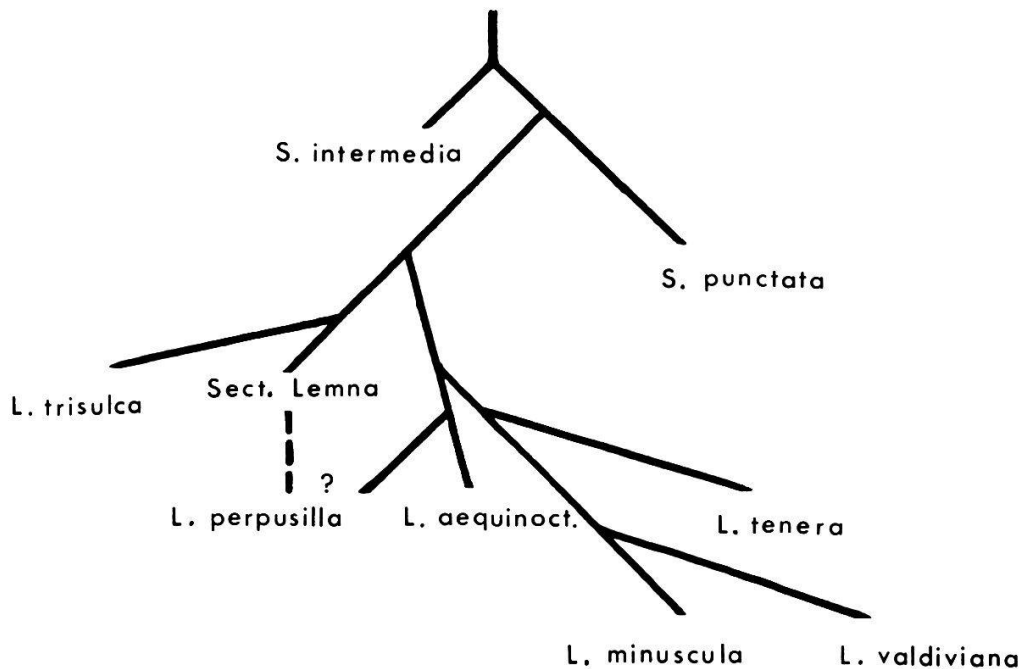 S. intermedia
S. punctata
Sect. Lemna
L. trisulca
?
L. perpusilla
L. aequinoct.
L. tenera
L. minuscula
L. valdiviana